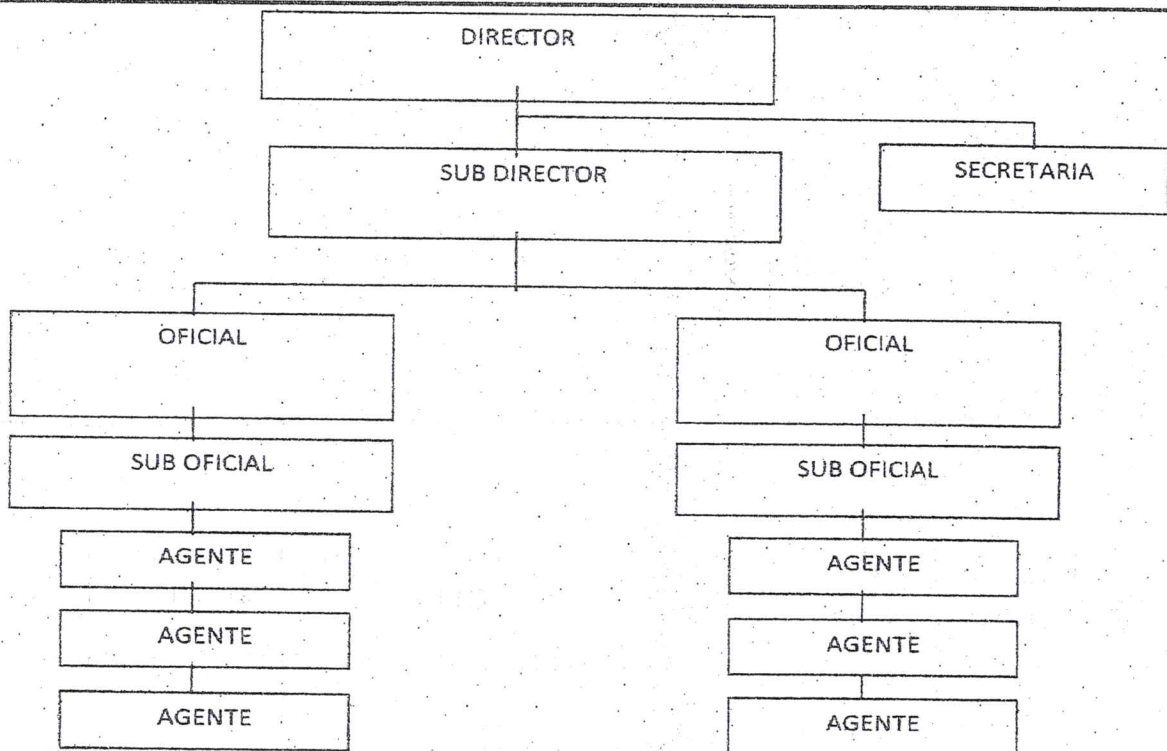 DIRECTOR
SUB DIRECTOR
SECRETARIA
OFICIAL
OFICIAL
SUB OFICIAL
SUB OFICIAL
AGENTE
AGENTE
AGENTE
AGENTE
AGENTE
AGENTE